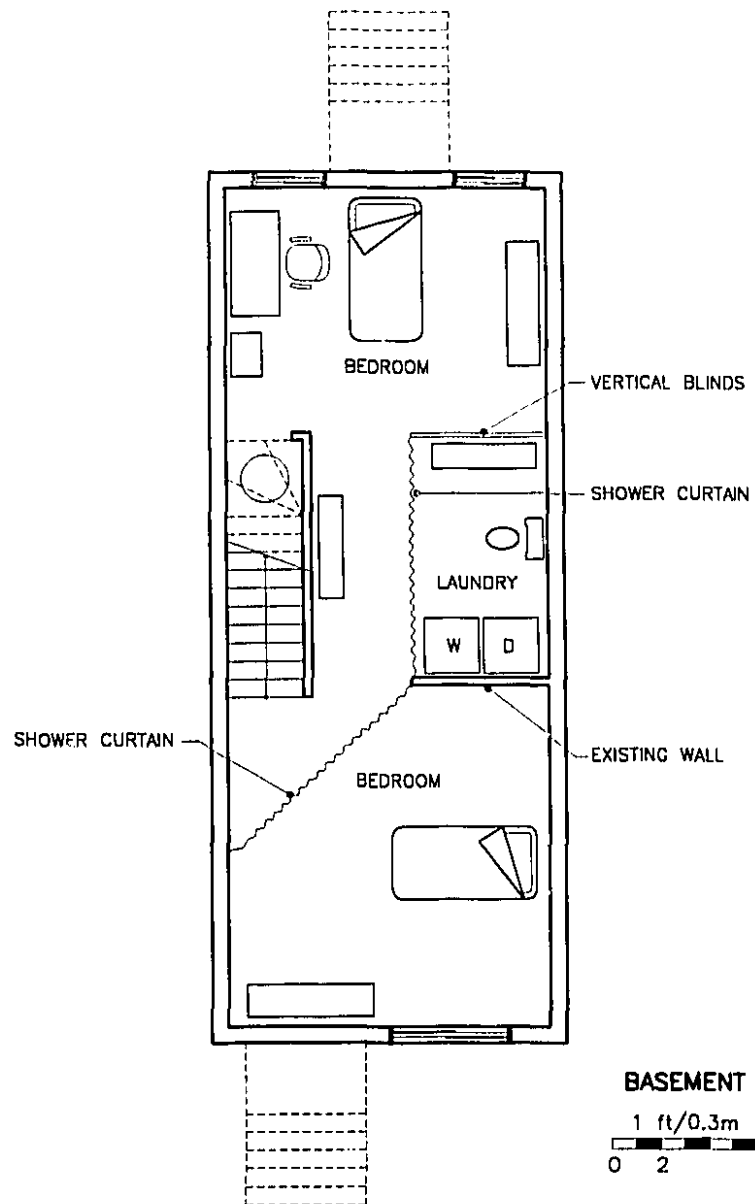 BEDROOM
VERTICAL BLINDS
SHOWER CURTAIN
LAUNDRY
W D
SHOWER CURTAIN
EXISTING WALL
BEDROOM
BASEMENT
1 ft/0.3m
0 2